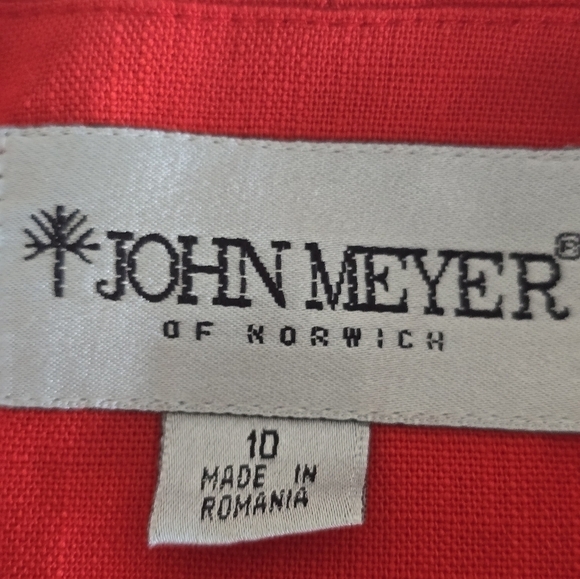 JOHN MEYER®
OF NORWICH
10
MADE IN
ROMANIA